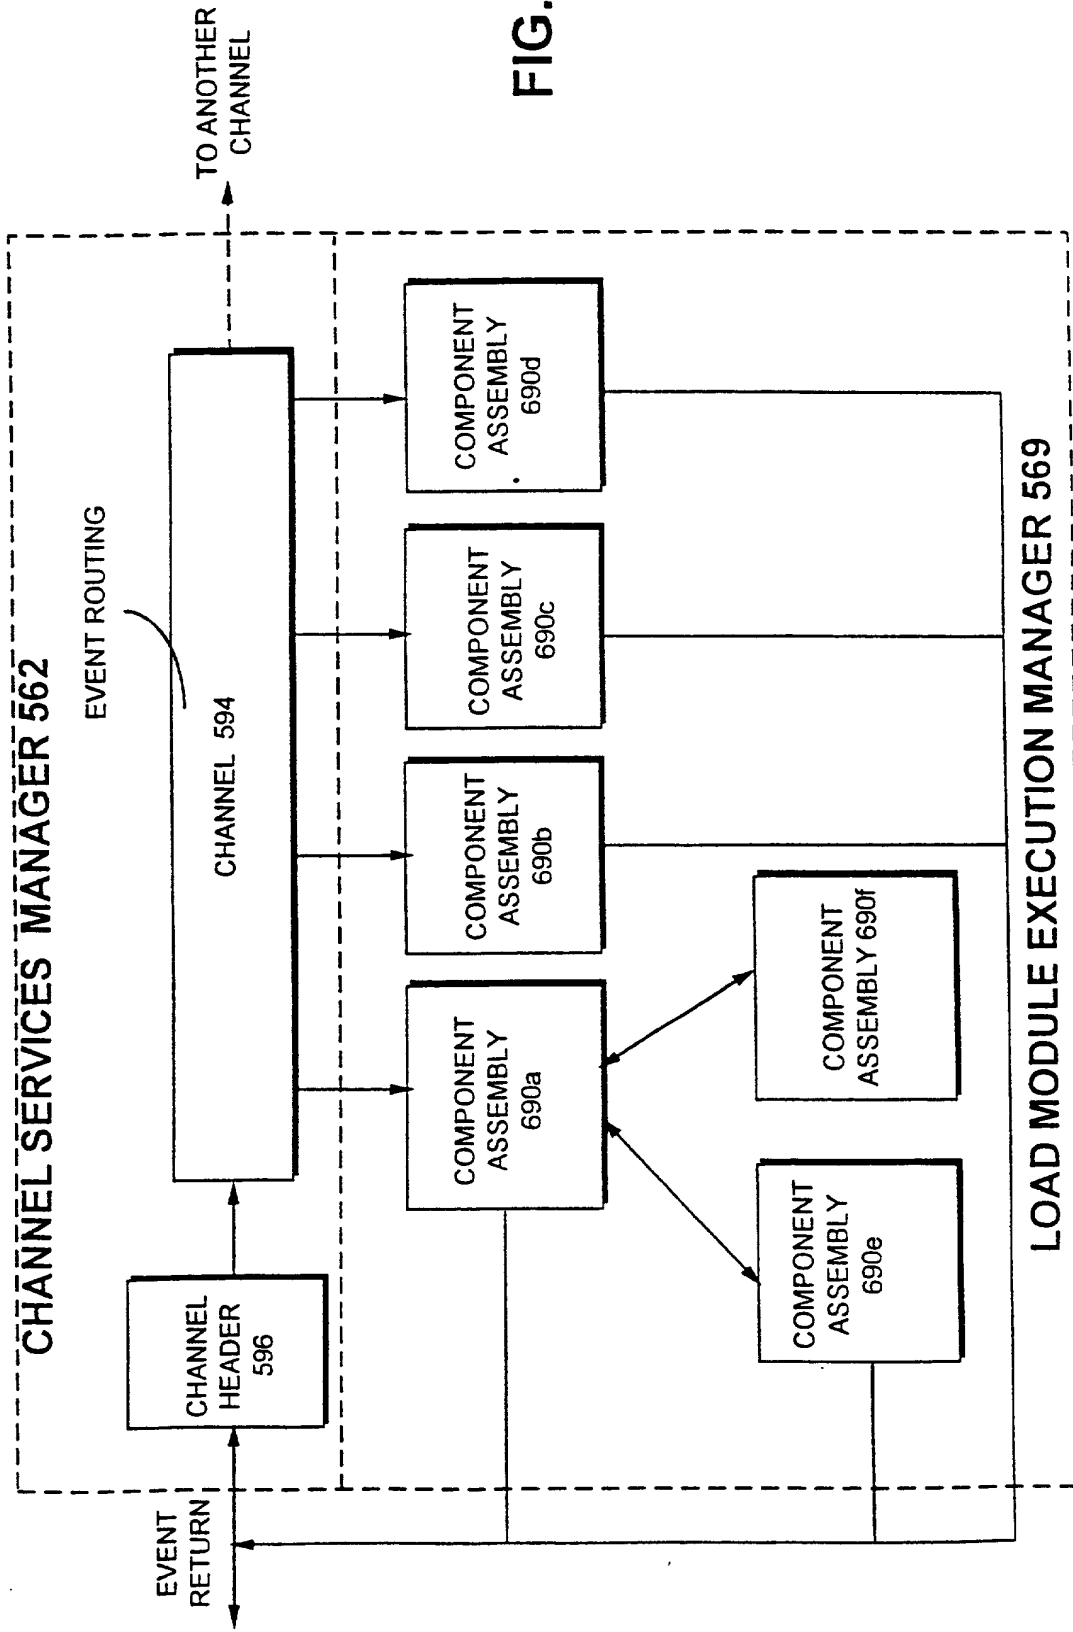 CHANNEL SERVICES MANAGER 562
EVENT ROUTING
TO ANOTHER
CHANNEL
EVENT
RETURN
CHANNEL
HEADER
596
CHANNEL 594
COMPONENT
ASSEMBLY
690a
COMPONENT
ASSEMBLY
690b
COMPONENT
ASSEMBLY
690c
COMPONENT
ASSEMBLY
690d
COMPONENT
ASSEMBLY
690e
COMPONENT
ASSEMBLY 690f
LOAD MODULE EXECUTION MANAGER 569
FIG.